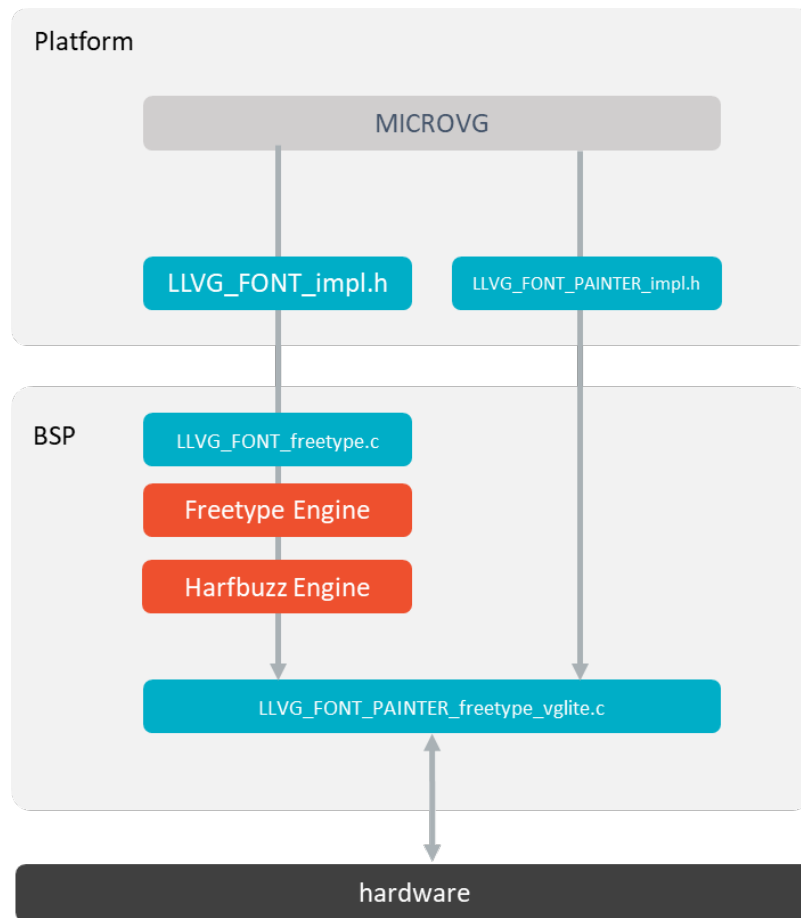 Platform
MICROVG
LLVG_FONT_impl.h
LLVG_FONT_PAINTER_impl.h
BSP
LLVG_FONT_freetype.c
Freetype Engine
Harfbuzz Engine
LLVG_FONT_PAINTER_freetype_vglite.c
hardware